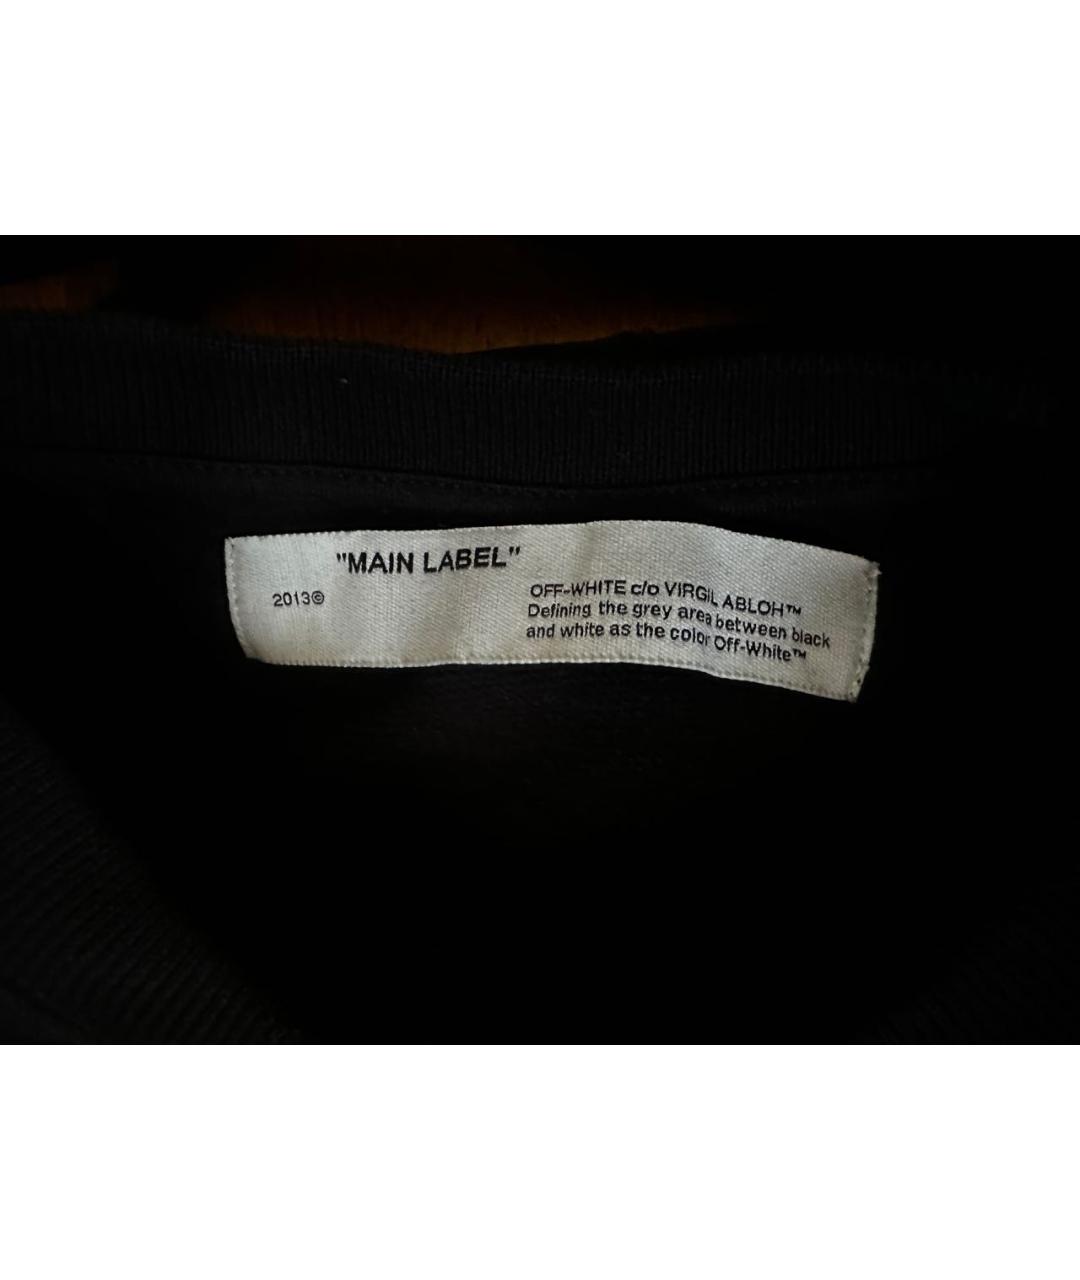 "MAIN LABEL"
2013©
OFF-WHITE c/o VIRGIL ABLOH™
Defining the grey area between black
and white as the color Off-White™